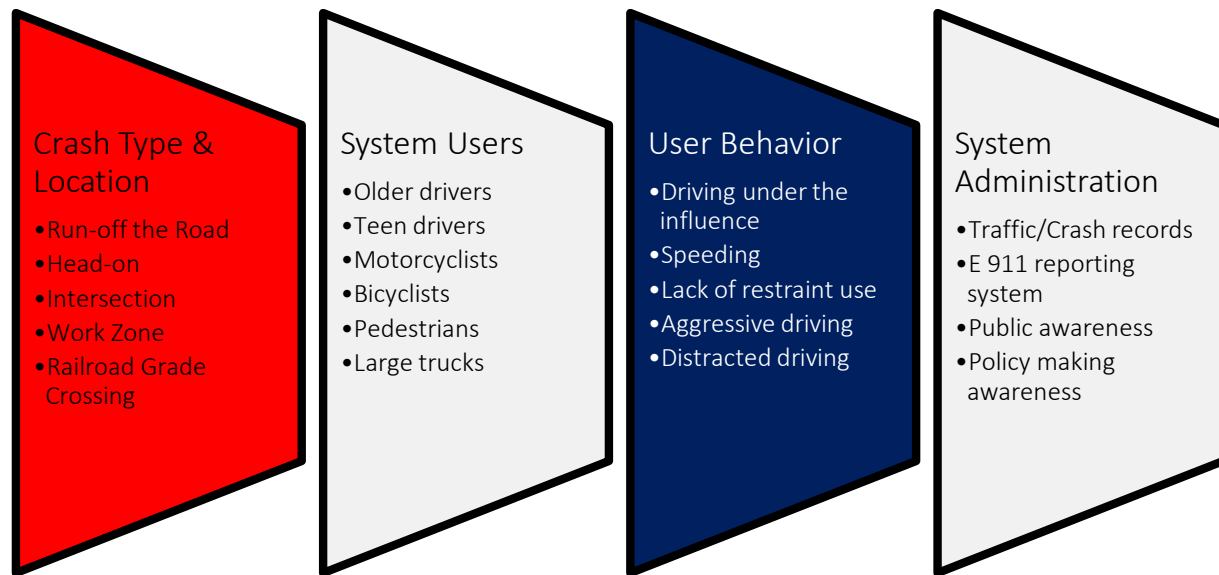 Crash Type &
Location
•Run-off the Road
•Head-on
•Intersection
•Work Zone
•Railroad Grade
Crossing
System Users
•Older drivers
•Teen drivers
•Motorcyclists
•Bicyclists
•Pedestrians
•Large trucks
User Behavior
•Driving under the
influence
•Speeding
•Lack of restraint use
•Aggressive driving
•Distracted driving
System
Administration
•Traffic/Crash records
•E 911 reporting
system
•Public awareness
•Policy making
awareness